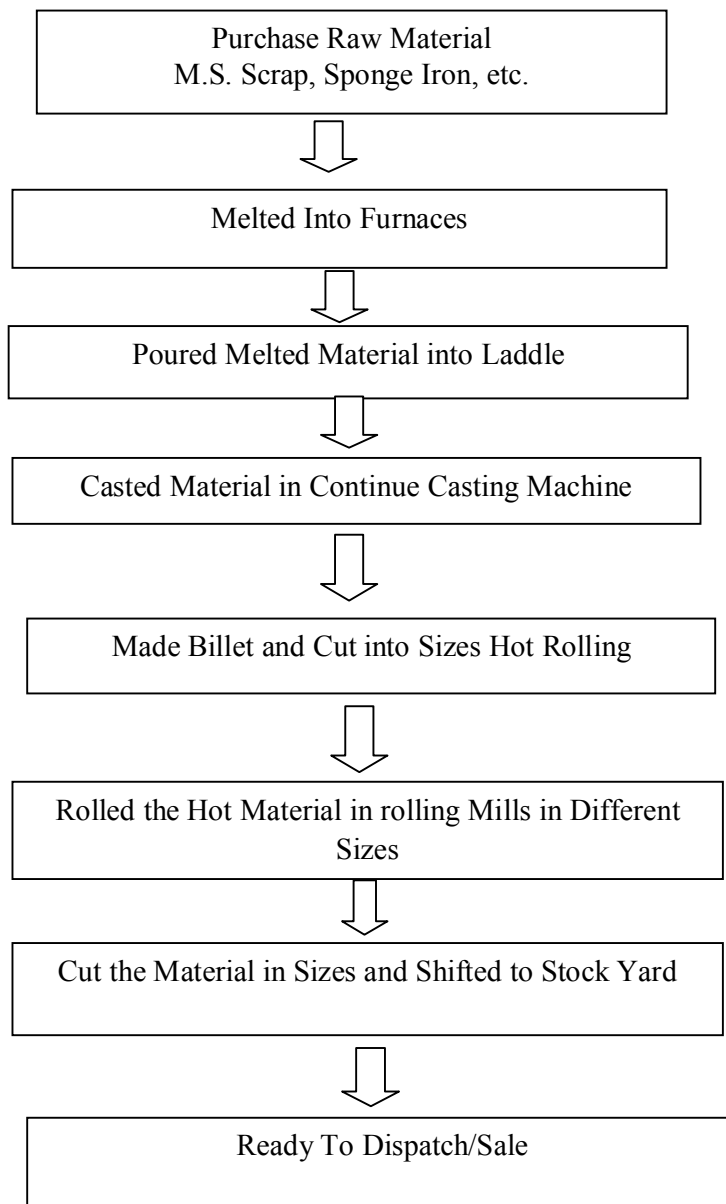 Purchase Raw Material
M.S. Scrap, Sponge Iron, etc.
Melted Into Furnaces
Poured Melted Material into Laddle
Casted Material in Continue Casting Machine
Made Billet and Cut into Sizes Hot Rolling
Rolled the Hot Material in rolling Mills in Different
Sizes
Cut the Material in Sizes and Shifted to Stock Yard
Ready To Dispatch/Sale